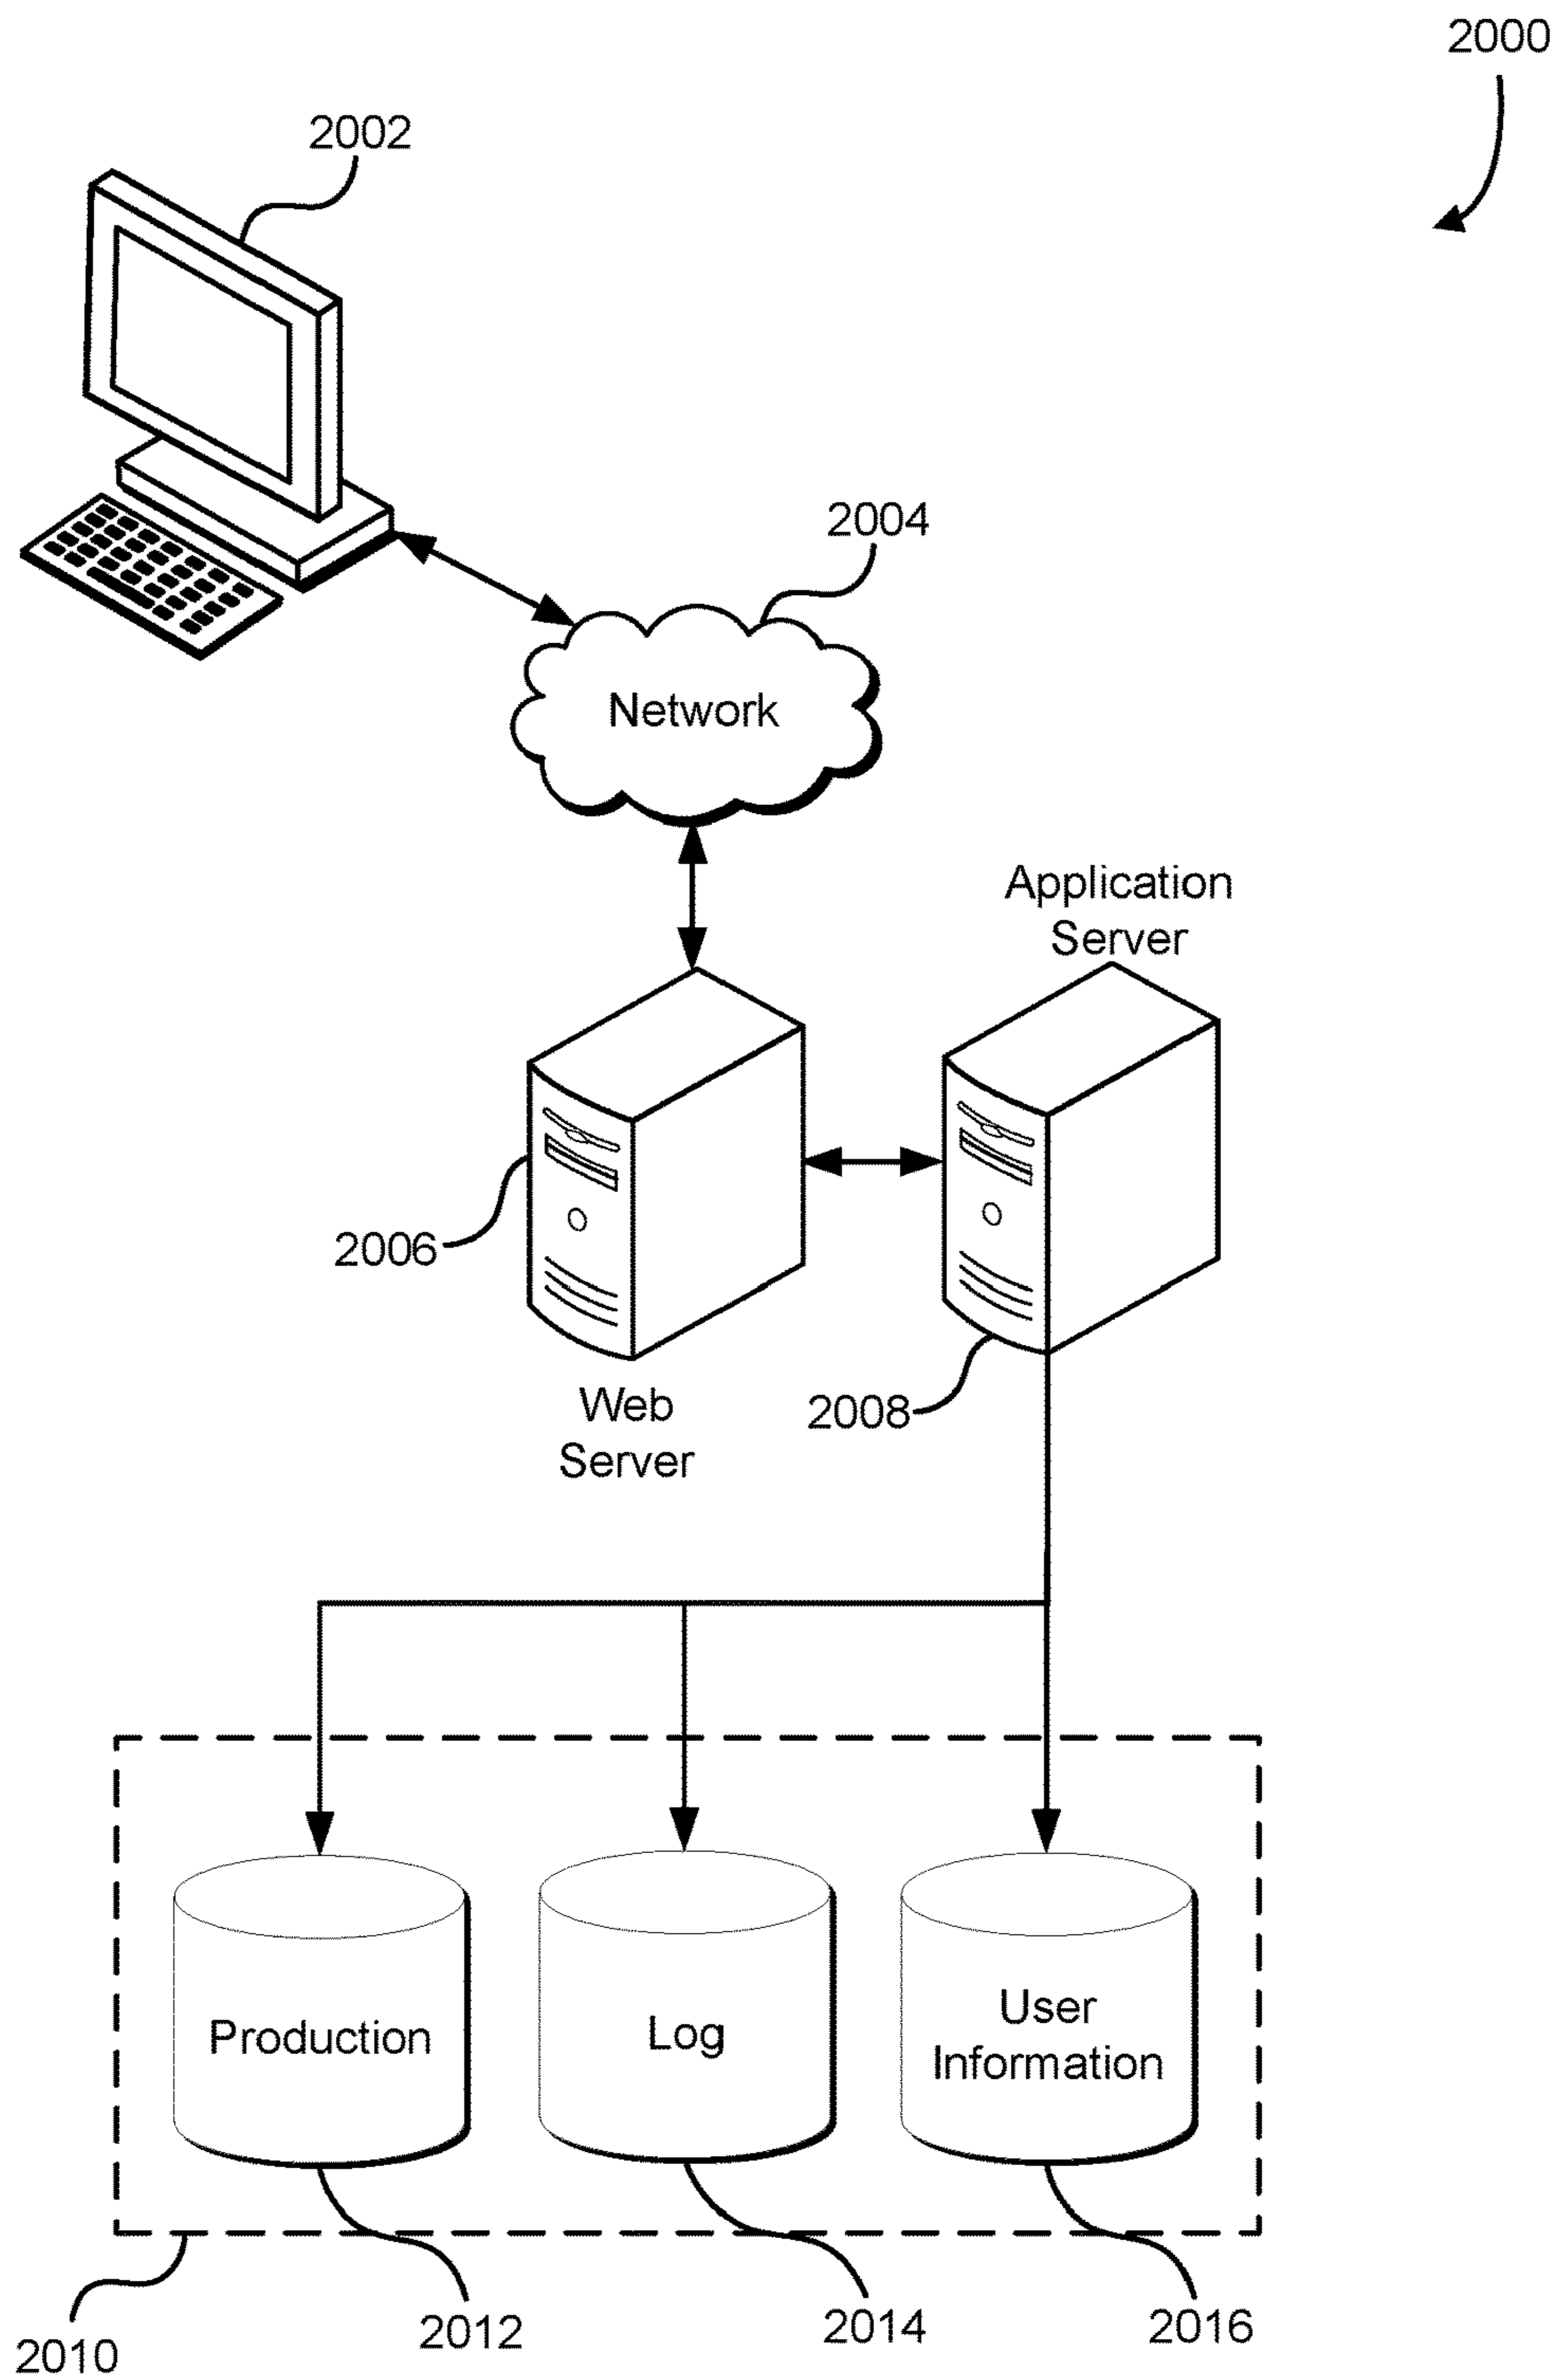 2000
2002
2004
Network
Application
Server
2006
2008
Web
Server
Production
Log
User
Information
2010
2012
2014
2016